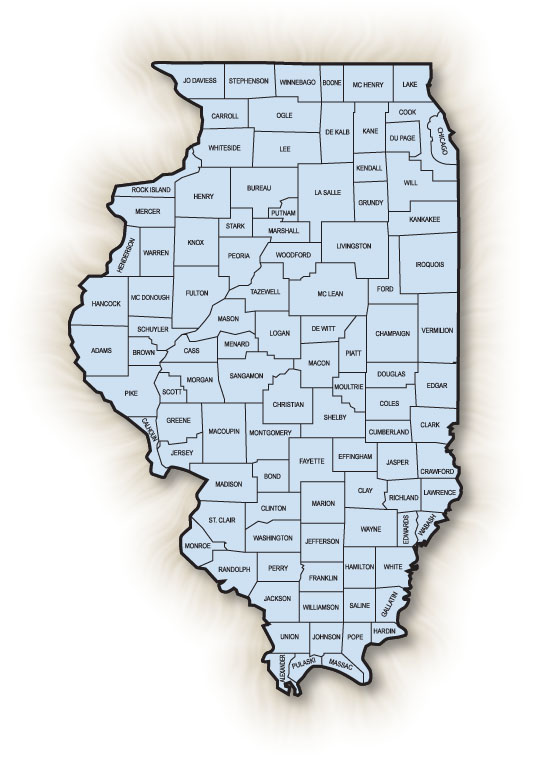 JO DAVIESS
STEPHENSON
WINNEBAGO
BOONE
MC HENRY
LAKE
CARROLL
OGLE
COOK
DE KALB
KANE
DU PAGE
CHICAGO
WHITESIDE
LEE
KENDALL
WILL
ROCK ISLAND
BUREAU
LA SALLE
HENRY
GRUNDY
MERCER
PUTNAM
KANKAKEE
STARK
MARSHALL
KNOX
LIVINGSTON
HENDERSON
WARREN
PEORIA
WOODFORD
IROQUOIS
FORD
FULTON
TAZEWELL
MC LEAN
HANCOCK
MC DONOUGH
MASON
SCHUYLER
LOGAN
DE WITT
CHAMPAIGN
VERMILION
MENARD
ADAMS
BROWN
CASS
PIATT
MACON
DOUGLAS
SANGAMON
MORGAN
MOULTRIE
EDGAR
PIKE
SCOTT
CHRISTIAN
COLES
SHELBY
GREENE
CLARK
CALHOUN
MACOUPIN
MONTGOMERY
CUMBERLAND
JERSEY
EFFINGHAM
FAYETTE
JASPER
CRAWFORD
BOND
MADISON
CLAY
RICHLAND
LAWRENCE
MARION
CLINTON
ST. CLAIR
WAYNE
EDWARDS
WABASH
WASHINGTON
JEFFERSON
MONROE
RANDOLPH
PERRY
HAMILTON
WHITE
FRANKLIN
JACKSON
WILLIAMSON
SALINE
GALLATIN
UNION
JOHNSON
POPE
HARDIN
ALEXANDER
PULASKI
MASSAC